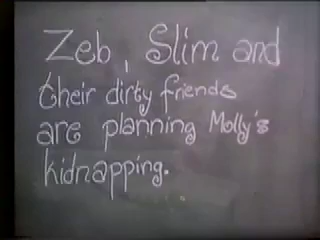 Zeb, Slim and
their dirty friends
are planning Molly's
kidnapping.